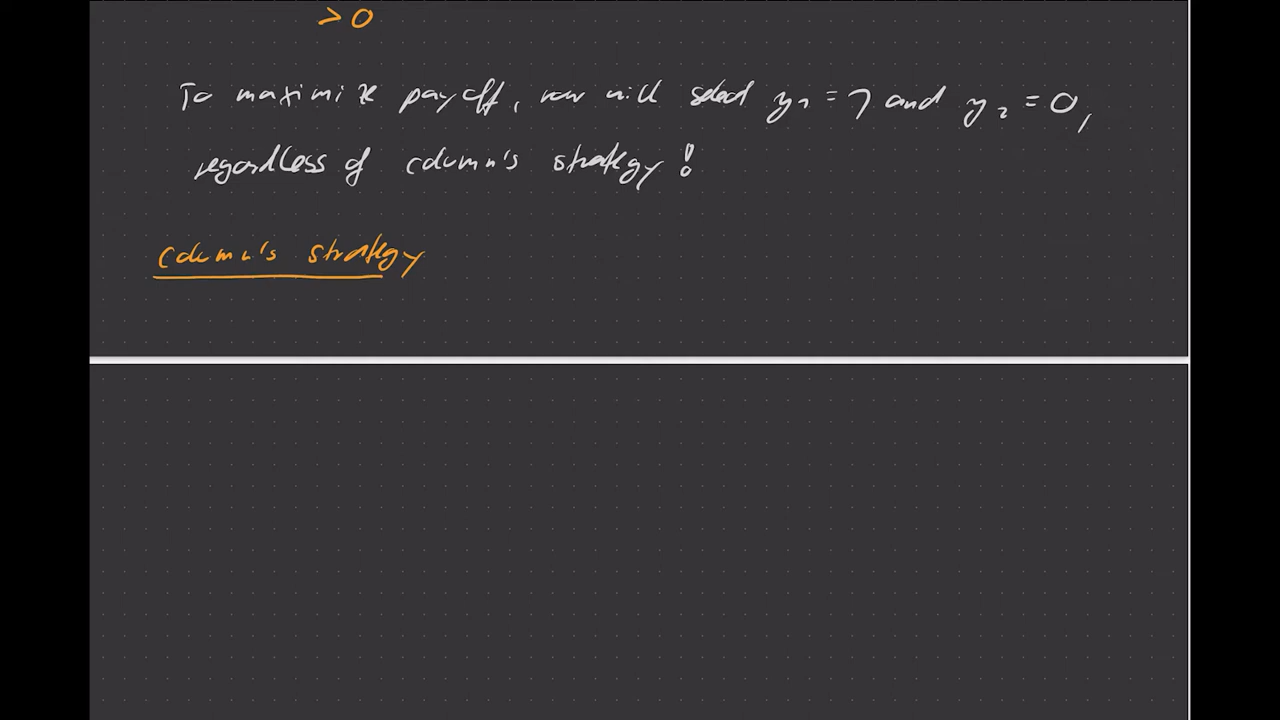 > 0
To maximize payoff, row will select y₁ = 1 and y₂ = 0,
regardless of column's strategy!
Column's strategy